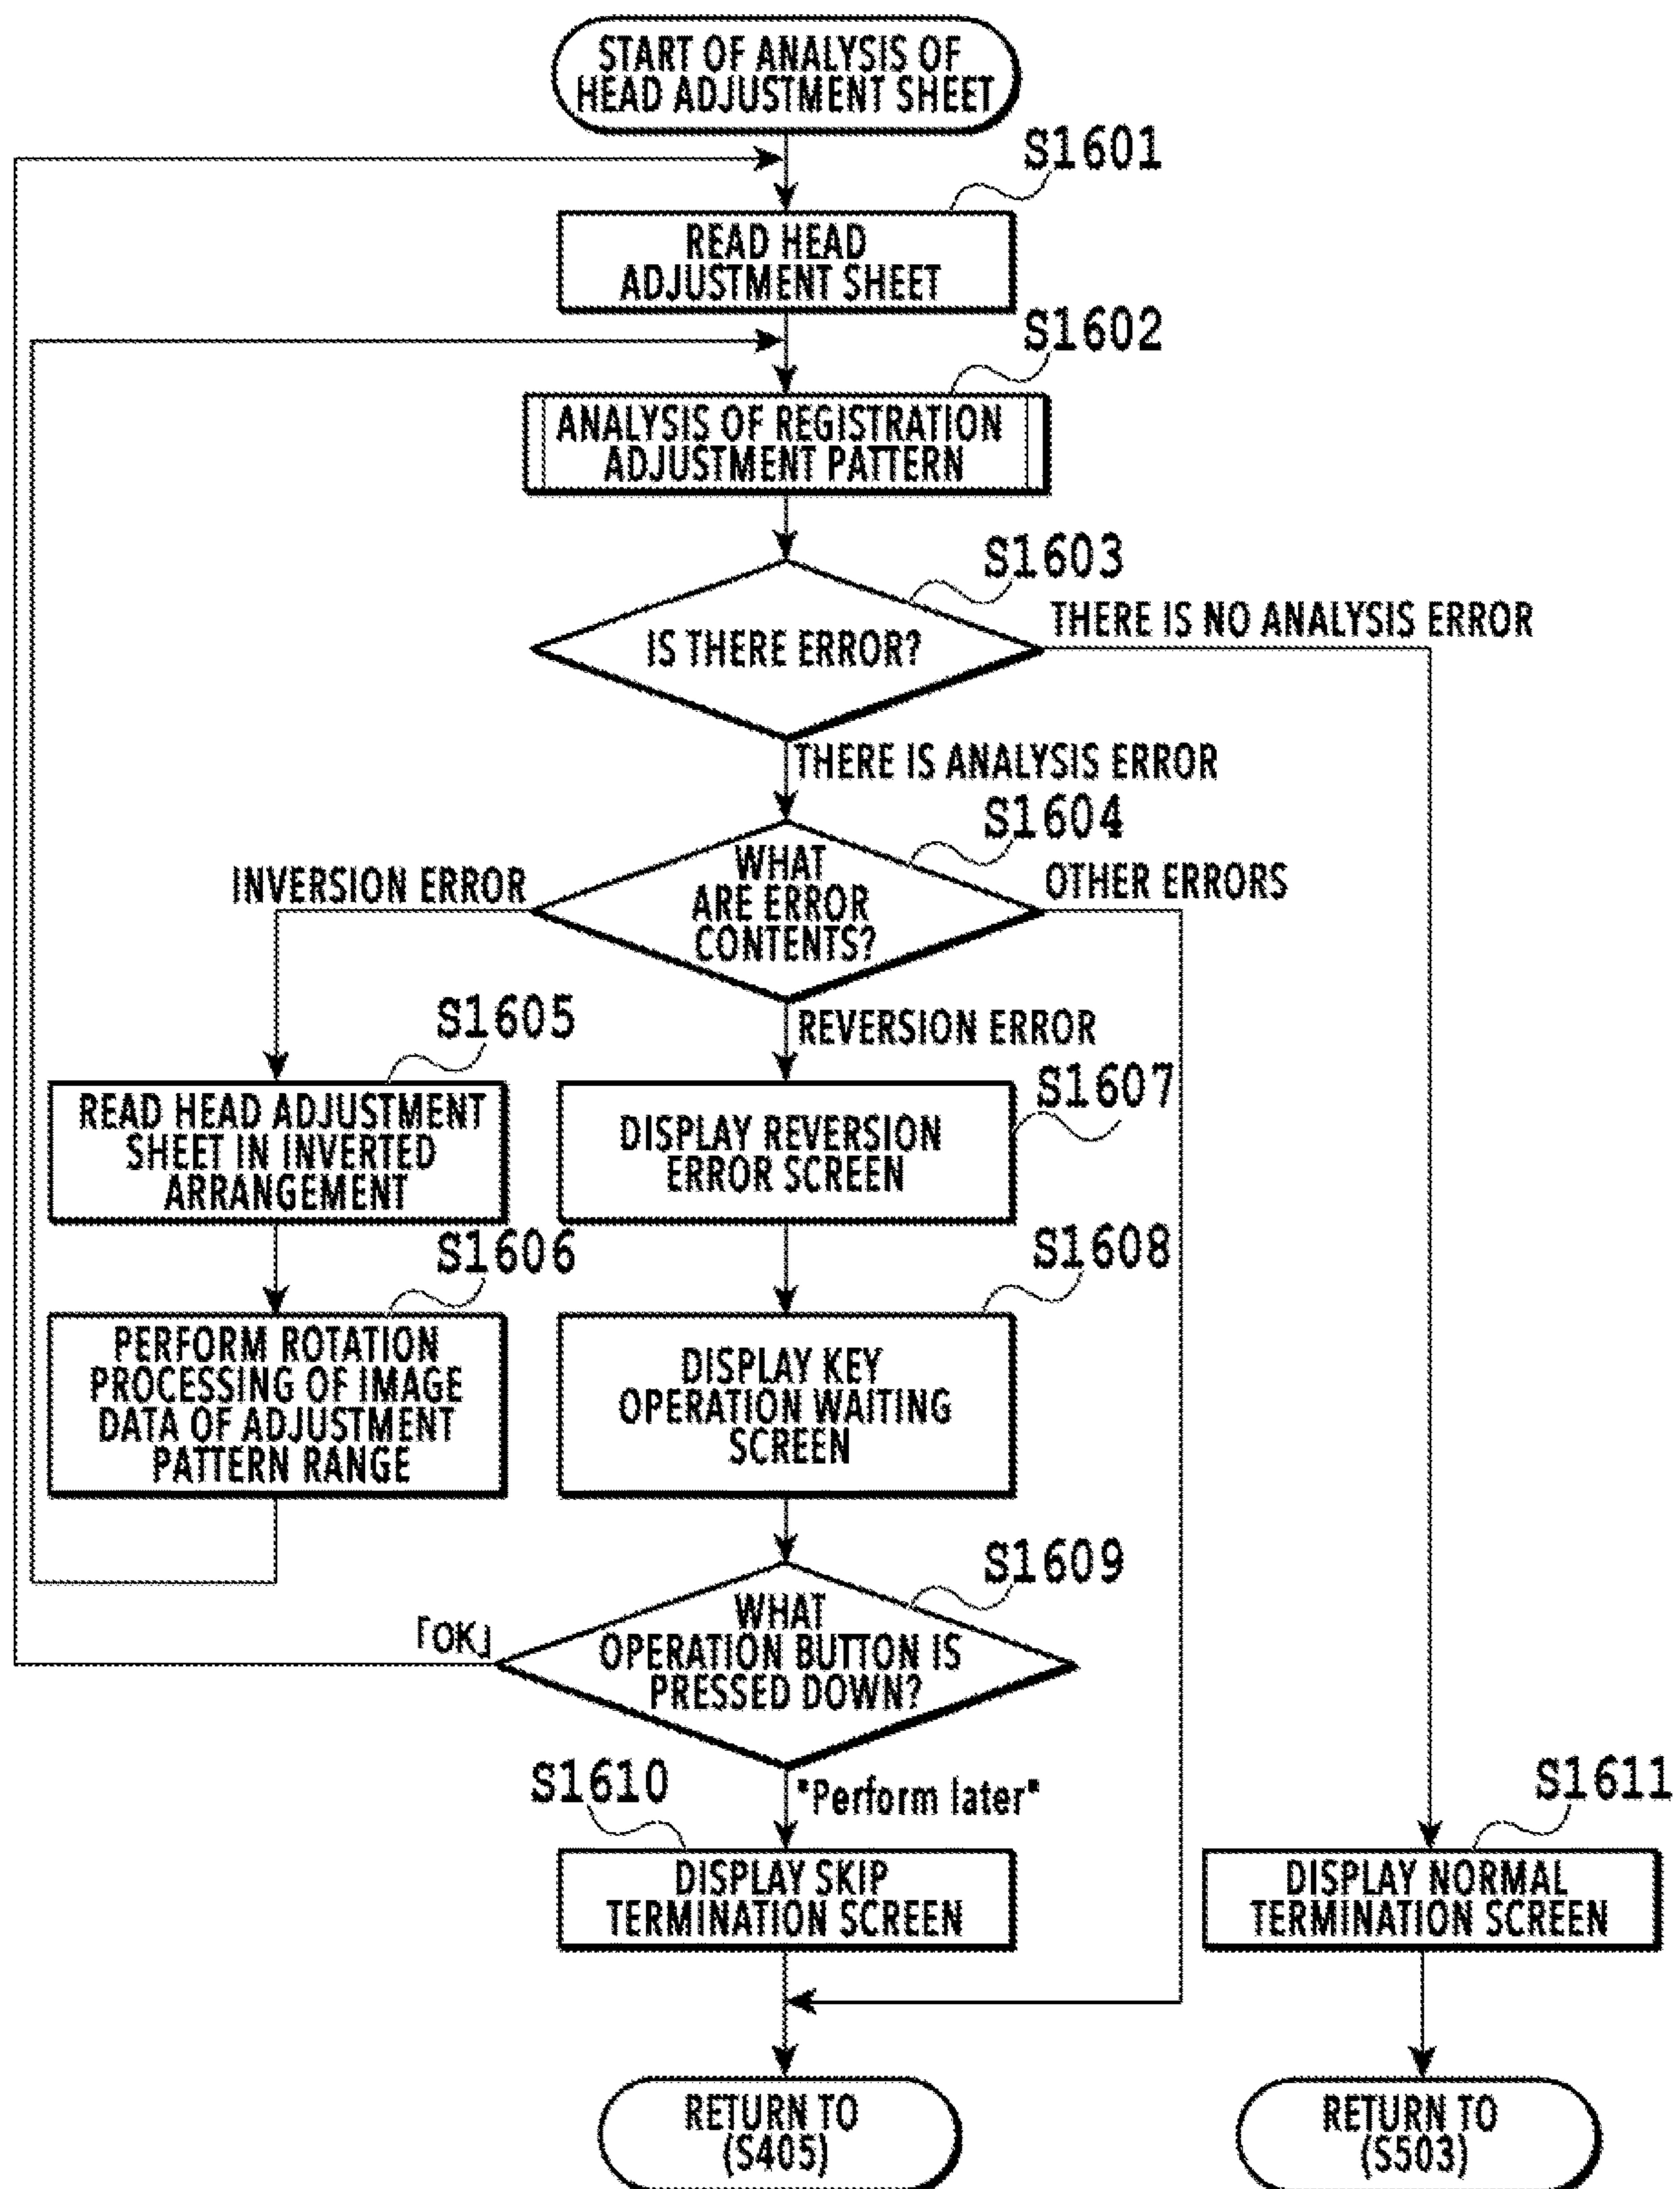 START OF ANALYSIS OF
HEAD ADJUSTMENT SHEET
S1601
READ HEAD
ADJUSTMENT SHEET
S1602
ANALYSIS OF REGISTRATION
ADJUSTMENT PATTERN
S1603
IS THERE ERROR?
THERE IS NO ANALYSIS ERROR
THERE IS ANALYSIS ERROR
S1604
WHAT
ARE ERROR
CONTENTS?
INVERSION ERROR
OTHER ERRORS
REVERSION ERROR
S1605
READ HEAD ADJUSTMENT
SHEET IN INVERTED
ARRANGEMENT
S1607
DISPLAY REVERSION
ERROR SCREEN
S1606
PERFORM ROTATION
PROCESSING OF IMAGE
DATA OF ADJUSTMENT
PATTERN RANGE
S1608
DISPLAY KEY
OPERATION WAITING
SCREEN
S1609
WHAT
OPERATION BUTTON IS
PRESSED DOWN?
「OK」
"Perform later"
S1610
DISPLAY SKIP
TERMINATION SCREEN
S1611
DISPLAY NORMAL
TERMINATION SCREEN
RETURN TO
(S405)
RETURN TO
(S503)